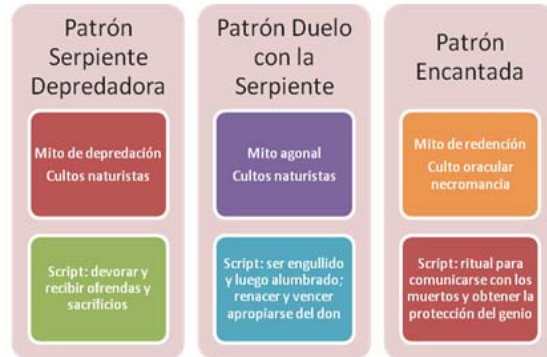 Patrón
Serpiente
Depredadora
Mito de depredación
Cultos naturistas
Script: devorar y
recibir ofrendas y
sacrificios
Patrón Duelo
con la
Serpiente
Mito agonal
Cultos naturistas
Script: ser engullido
y luego alumbrado;
renacer y vencer
apropiarse del don
Patrón
Encantada
Mito de redención
Culto oracular
necromancia
Script: ritual para
comunicarse con los
muertos y obtener la
protección del genio